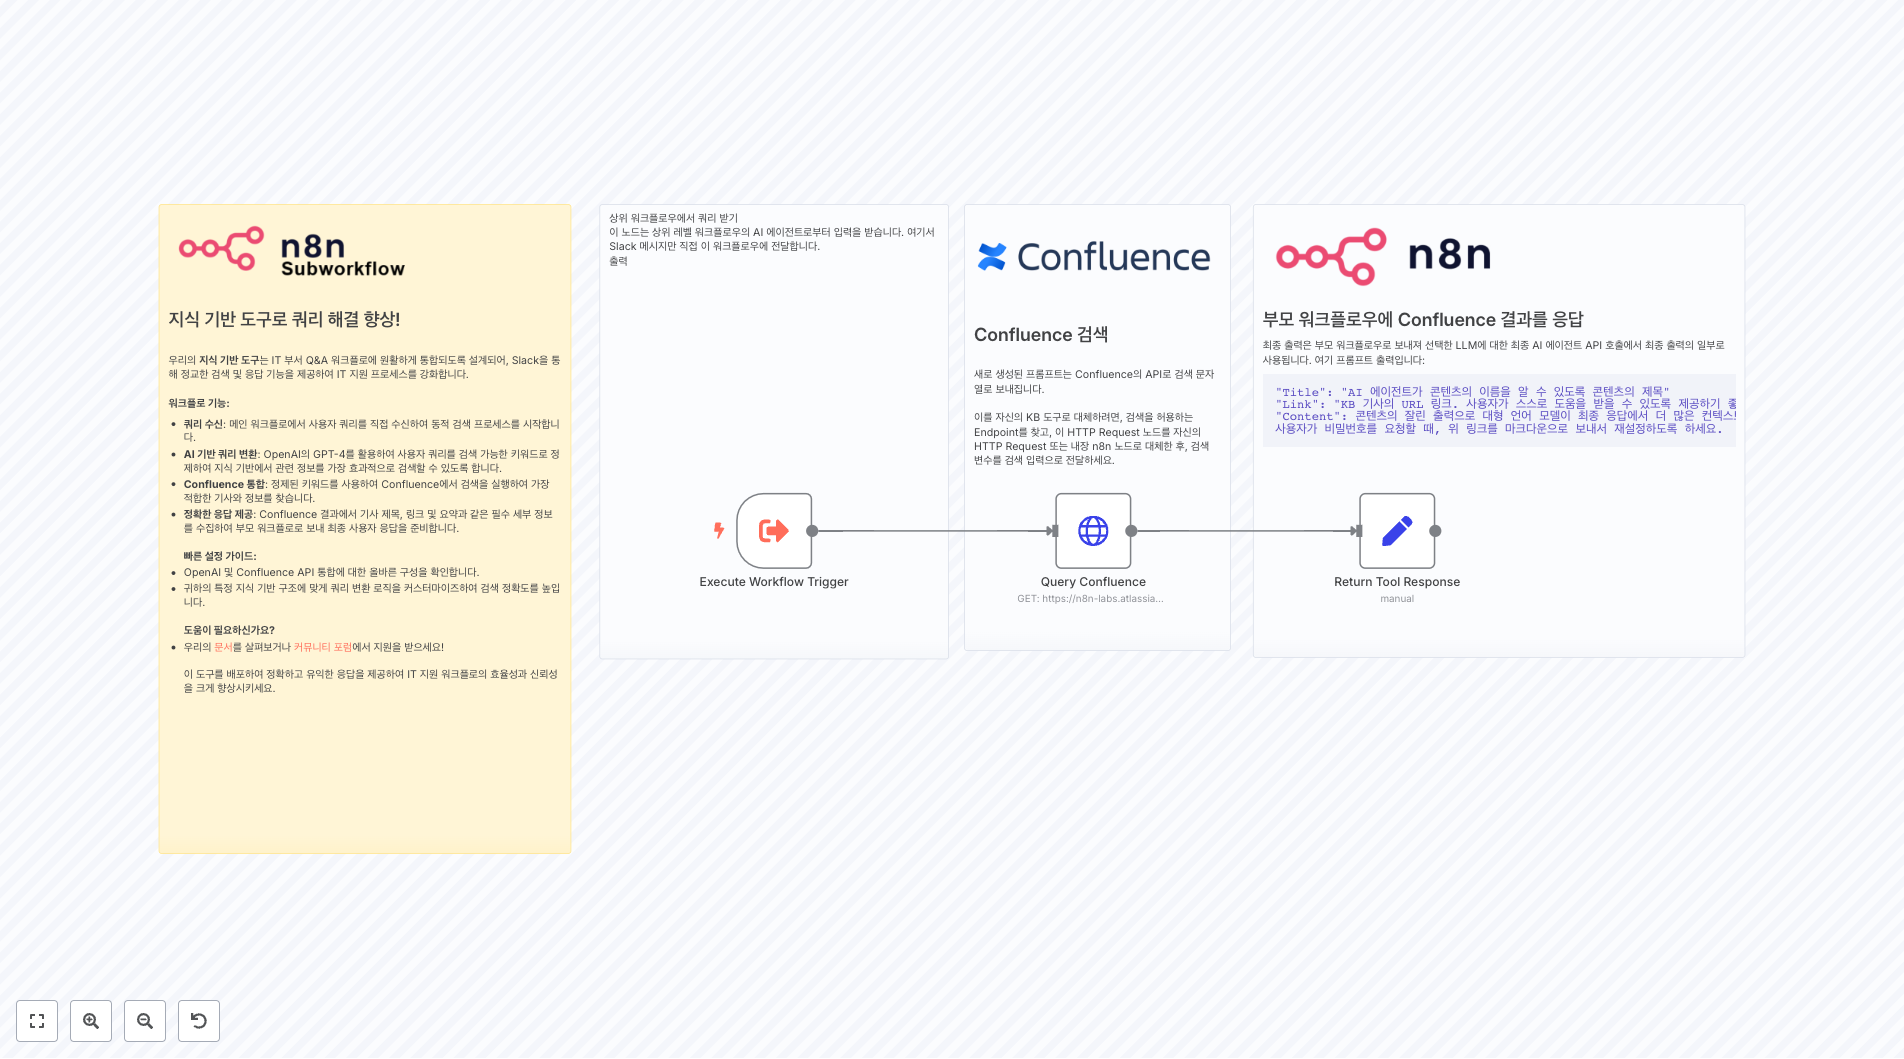 n8n
Subworkflow
지식 기반 도구로 쿼리 해결 향상!
우리의 지식 기반 도구는 IT 부서 Q&A 워크플로에 원활하게 통합되도록 설계되어, Slack을 통
해 정교한 검색 및 응답 기능을 제공하여 IT 지원 프로세스를 강화합니다.
워크플로 기능:
쿼리 수신: 메인 워크플로에서 사용자 쿼리를 직접 수신하여 동적 검색 프로세스를 시작합니
다.
AI 기반 쿼리 변환: OpenAI의 GPT-4를 활용하여 사용자 쿼리를 검색 가능한 키워드로 정
제하여 지식 기반에서 관련 정보를 가장 효과적으로 검색할 수 있도록 합니다.
Confluence 통합: 정제된 키워드를 사용하여 Confluence에서 검색을 실행하여 가장
적합한 기사와 정보를 찾습니다.
정확한 응답 제공: Confluence 결과에서 기사 제목, 링크 및 요약과 같은 필수 세부 정보
를 수집하여 부모 워크플로로 보내 최종 사용자 응답을 준비합니다.
빠른 설정 가이드:
OpenAI 및 Confluence API 통합에 대한 올바른 구성을 확인합니다.
귀하의 특정 지식 기반 구조에 맞게 쿼리 변환 로직을 커스터마이즈하여 검색 정확도를 높입
니다.
도움이 필요하신가요?
우리의 문서를 살펴보거나 커뮤니티 포럼에서 지원을 받으세요!
이 도구를 배포하여 정확하고 유익한 응답을 제공하여 IT 지원 워크플로의 효율성과 신뢰성
을 크게 향상시키세요.
상위 워크플로우에서 쿼리 받기
이 노드는 상위 레벨 워크플로우의 AI 에이전트로부터 입력을 받습니다. 여기서
Slack 메시지만 직접 이 워크플로우에 전달합니다.
출력
Execute Workflow Trigger
Confluence
Confluence 검색
새로 생성된 프롬프트는 Confluence의 API로 검색 문자
열로 보내집니다.
이를 자신의 KB 도구로 대체하려면, 검색을 허용하는
Endpoint를 찾고, 이 HTTP Request 노드를 자신의
HTTP Request 또는 내장 n8n 노드로 대체한 후, 검색
변수를 검색 입력으로 전달하세요.
Query Confluence
GET: https://n8n-labs.atlassia...
n8n
부모 워크플로우에 Confluence 결과를 응답
최종 출력은 부모 워크플로우로 보내져 선택한 LLM에 대한 최종 AI 에이전트 API 호출에서 최종 출력의 일부로
사용됩니다. 여기 프롬프트 출력입니다:
"Title": "AI 에이전트가 콘텐츠의 이름을 알 수 있도록 콘텐츠의 제목"
"Link": "KB 기사의 URL 링크. 사용자가 스스로 도움을 받을 수 있도록 제공하기 좋
"Content": 콘텐츠의 잘린 출력으로 대형 언어 모델이 최종 응답에서 더 많은 컨텍스트
사용자가 비밀번호를 요청할 때, 위 링크를 마크다운으로 보내서 재설정하도록 하세요.
Return Tool Response
manual